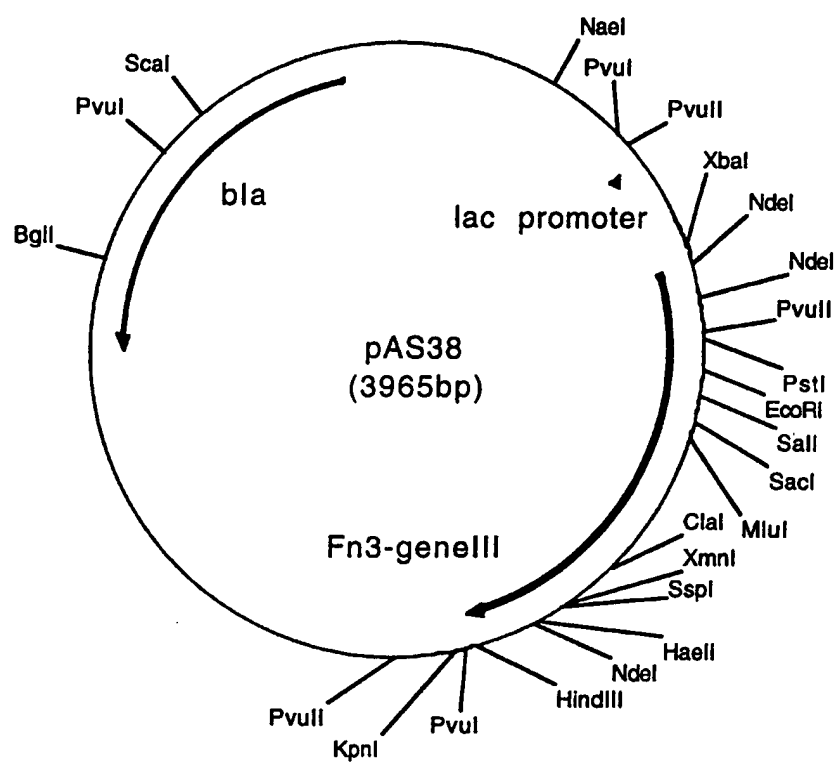 NaeI
PvuI
PvuII
ScaI
PvuI
XbaI
bla
NdeI
lac promoter
BglI
NdeI
PvuII
pAS38
(3965bp)
PstI
EcoRI
SalI
SacI
MluI
ClaI
Fn3-geneIII
XmnI
SspI
HaeII
NdeI
HindIII
PvuII
PvuI
KpnI